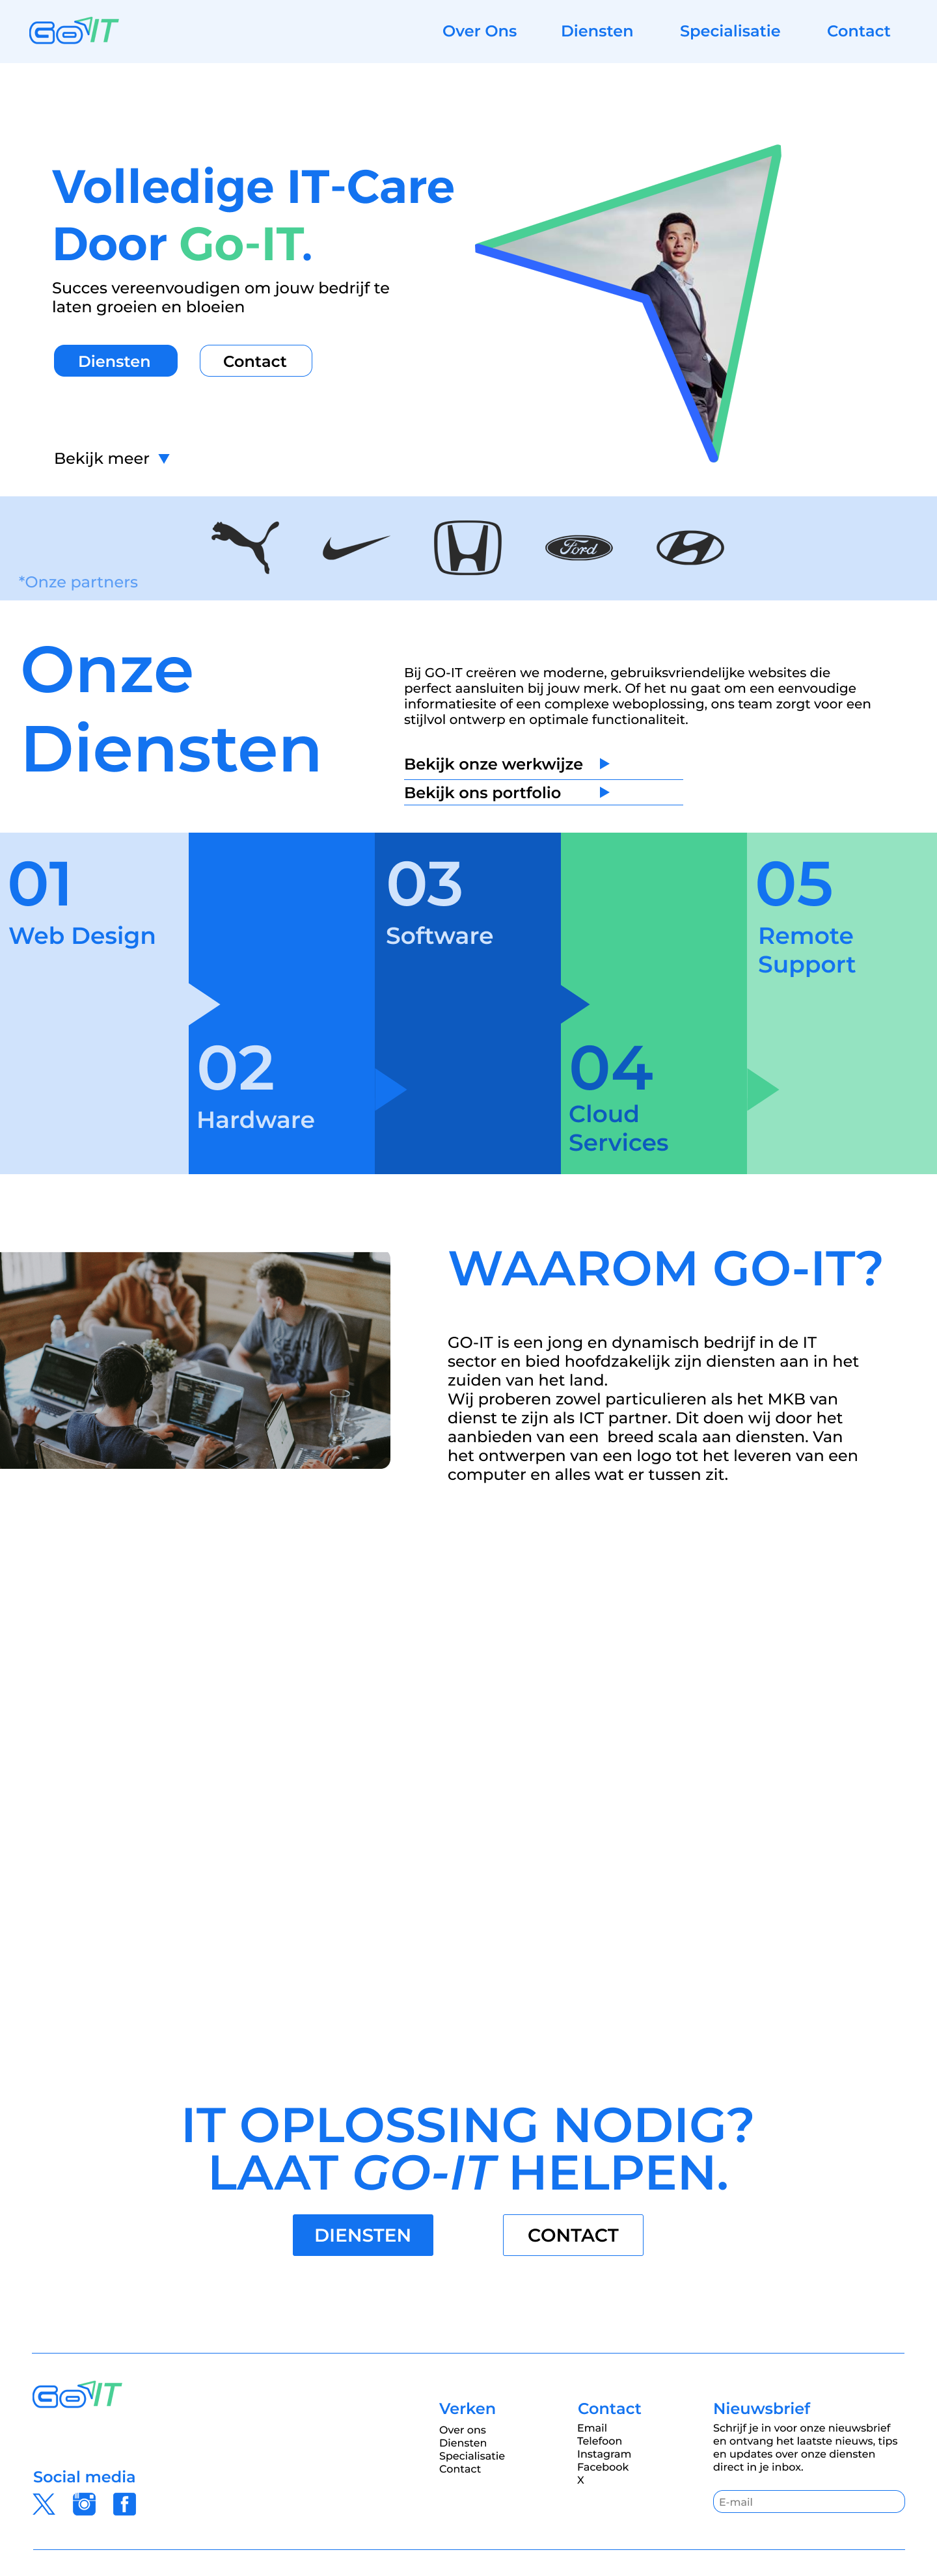 Go IT
Over Ons
Diensten
Specialisatie
Contact
Volledige IT-Care
Door Go-IT.
Succes vereenvoudigen om jouw bedrijf te
laten groeien en bloeien
Diensten
Contact
Bekijk meer
Ford
*Onze partners
Onze
Diensten
Bij GO-IT creëren we moderne, gebruiksvriendelijke websites die
perfect aansluiten bij jouw merk. Of het nu gaat om een eenvoudige
informatiesite of een complexe weboplossing, ons team zorgt voor een
stijlvol ontwerp en optimale functionaliteit.
Bekijk onze werkwijze
Bekijk ons portfolio
01
Web Design
02
Hardware
03
Software
04
Cloud
Services
05
Remote
Support
WAAROM GO-IT?
GO-IT is een jong en dynamisch bedrijf in de IT
sector en bied hoofdzakelijk zijn diensten aan in het
zuiden van het land.
Wij proberen zowel particulieren als het MKB van
dienst te zijn als ICT partner. Dit doen wij door het
aanbieden van een  breed scala aan diensten. Van
het ontwerpen van een logo tot het leveren van een
computer en alles wat er tussen zit.
IT OPLOSSING NODIG?
LAAT GO-IT HELPEN.
DIENSTEN
CONTACT
Go IT
Social media
Verken
Over ons
Diensten
Specialisatie
Contact
Contact
Email
Telefoon
Instagram
Facebook
X
Nieuwsbrief
Schrijf je in voor onze nieuwsbrief
en ontvang het laatste nieuws, tips
en updates over onze diensten
direct in je inbox.
E-mail